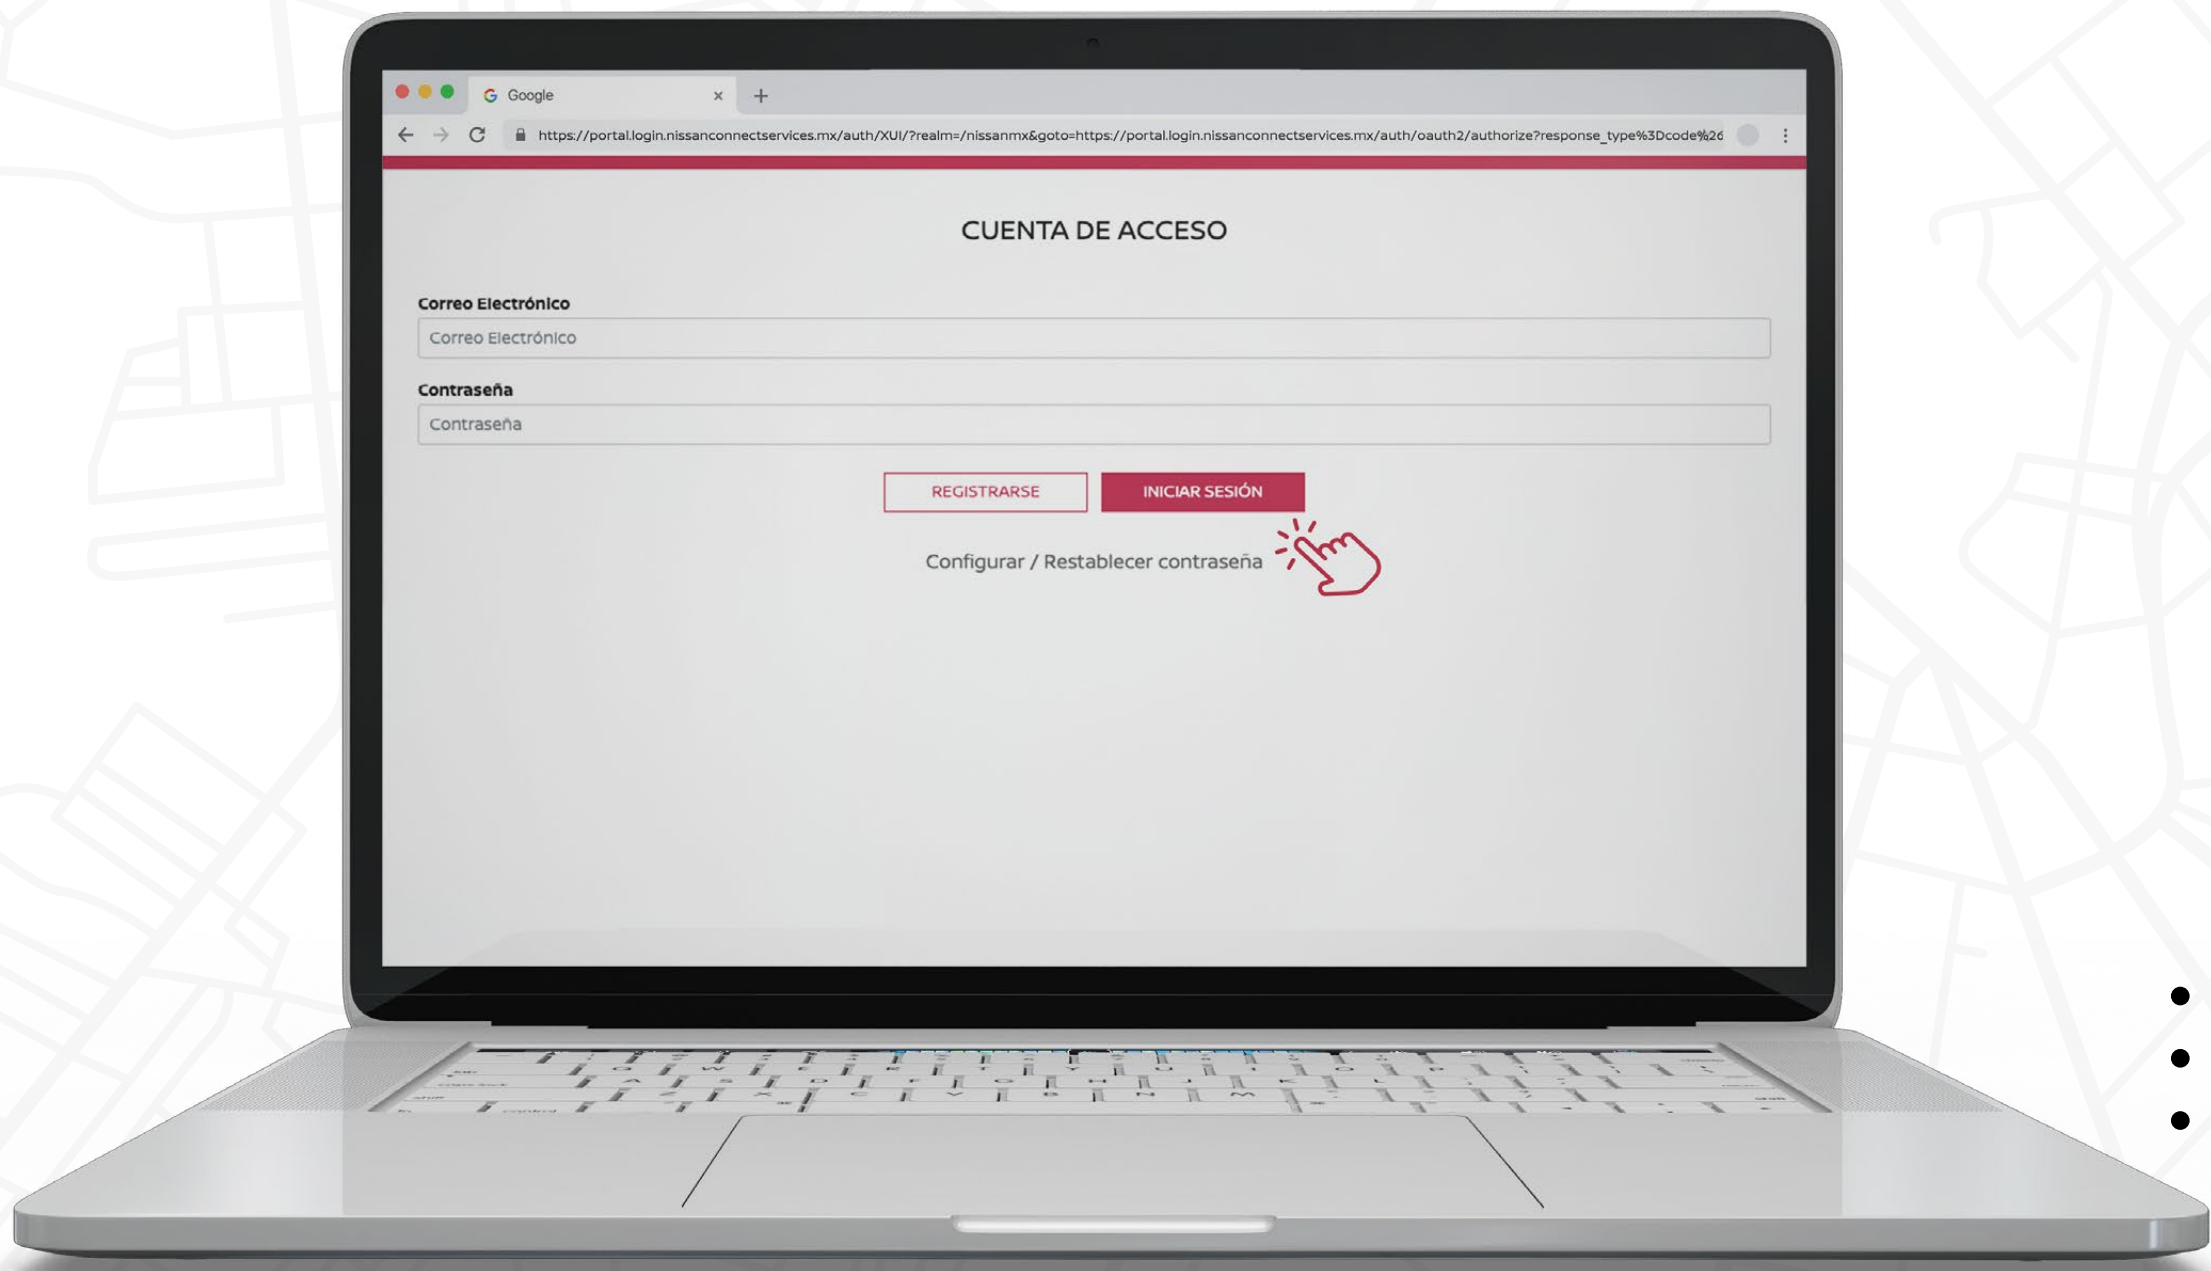 Google
https://portal.login.nissanconnectservices.mx/auth/XUI/?realm=/nissanmx&goto=https://portal.login.nissanconnectservices.mx/auth/oauth2/authorize?response_type%3Dcode%26
CUENTA DE ACCESO
Correo Electrónico
Correo Electrónico
Contraseña
Contraseña
REGISTRARSE
INICIAR SESIÓN
Configurar / Restablecer contraseña